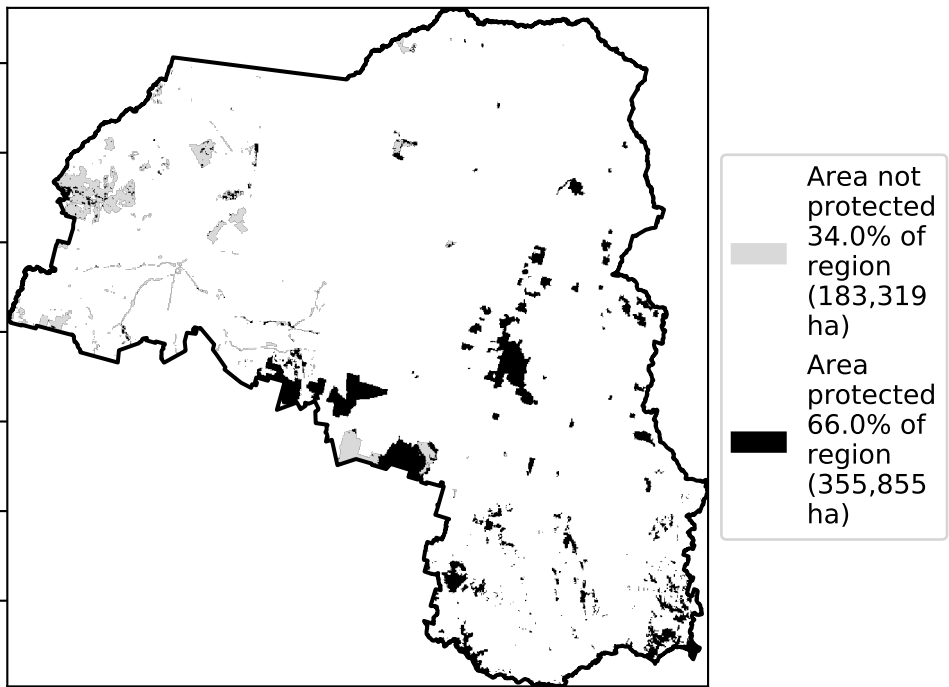 Area not
protected
34.0% of
region
(183,319
ha)
Area
protected
66.0% of
region
(355,855
ha)